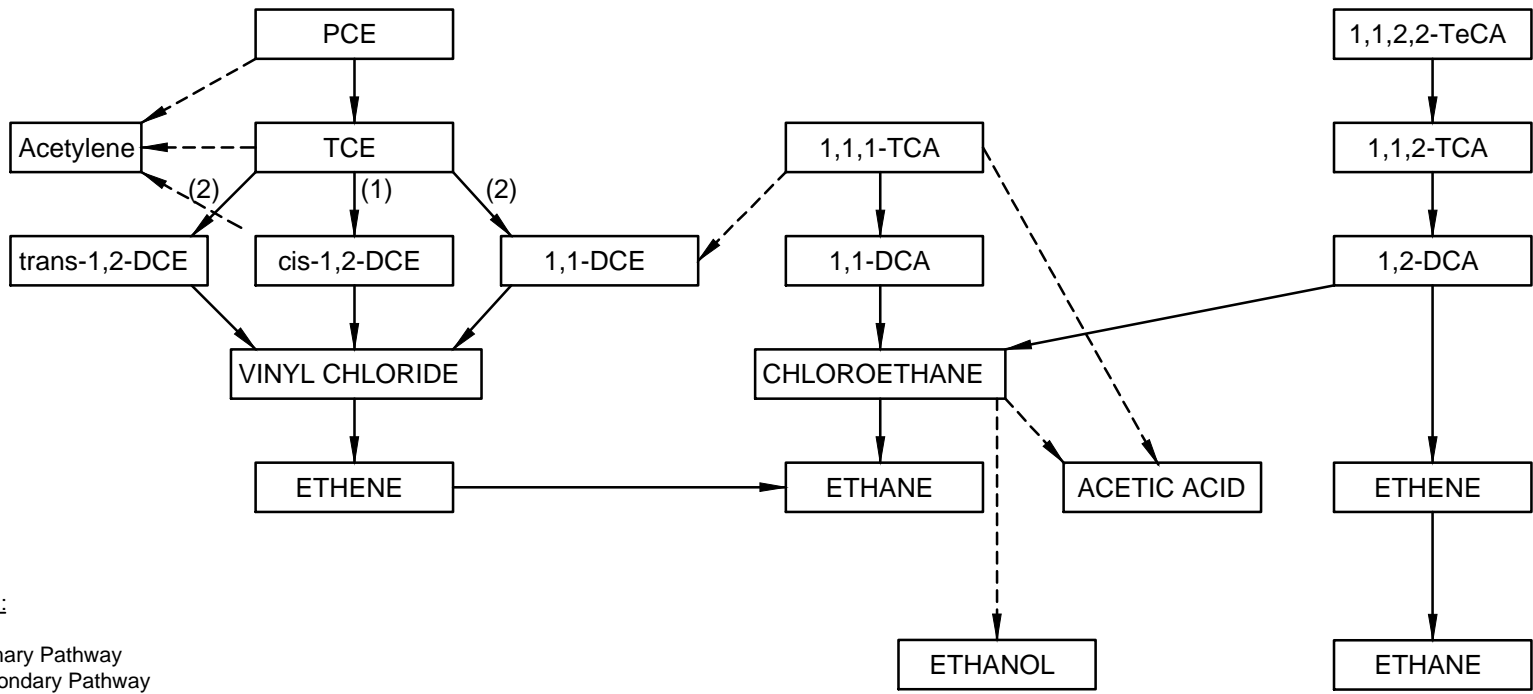 PCE
1,1,2,2-TeCA
Acetylene
TCE
1,1,1-TCA
1,1,2-TCA
(2)
(1)
(2)
trans-1,2-DCE
cis-1,2-DCE
1,1-DCE
1,1-DCA
1,2-DCA
VINYL CHLORIDE
CHLOROETHANE
ETHENE
ETHANE
ACETIC ACID
ETHENE
:
Pathway
Pathway
ETHANOL
ETHANE